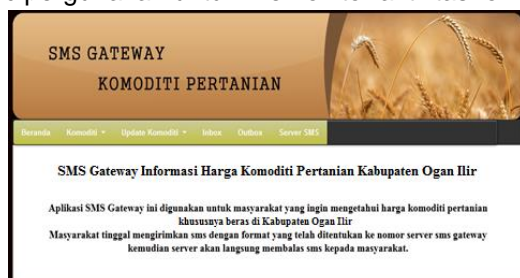 SMS GATEWAY
KOMODITI PERTANIAN
Beranda Komoditi Update Komoditi Inbox Outbox Server SMS
SMS Gateway Informasi Harga Komoditi Pertanian Kabupaten Ogan Ilir
Aplikasi SMS Gateway ini digunakan untuk masyarakat yang ingin mengetahui harga komoditi pertanian
khususnya beras di Kabupaten Ogan Ilir
Masyarakat tinggal mengirimkan sms dengan format yang telah ditentukan ke nomor server sms gateway
kemudian server akan langsung membalas sms kepada masyarakat.